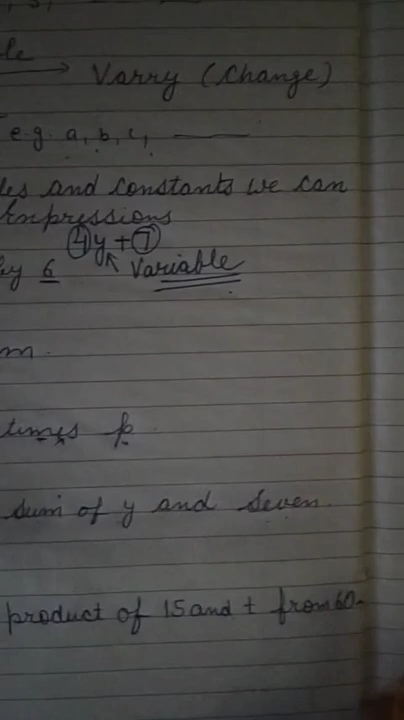 le
→ Varry (Change)
e.g. a, b, c, ———
les and constants we can
Expressions
4y + 7
by 6 Variable
m.
times p
sum of y and seven
product of 15 and t from 60.